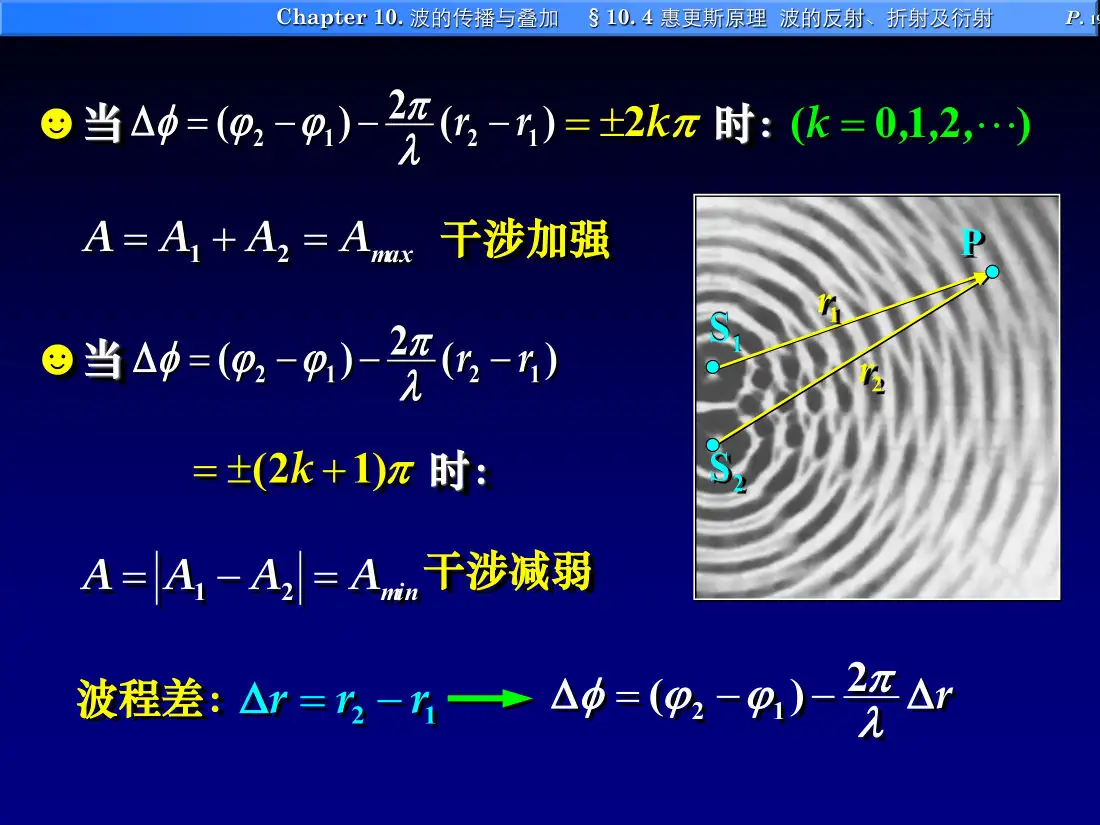 Chapter 10. 波的传播与叠加 §10. 4 惠更斯原理 波的反射、折射及衍射 P. 19
☻当 Δϕ = (φ₂ − φ₁) − 2π/λ (r₂ − r₁) = ±2kπ 时: (k = 0,1,2,⋯)
A = A₁ + A₂ = Amax 干涉加强
P
r₁
S₁
☻当 Δϕ = (φ₂ − φ₁) − 2π/λ (r₂ − r₁)
r₂
= ±(2k + 1)π 时:
S₂
A = |A₁ − A₂| = Amin 干涉减弱
波程差: Δr = r₂ − r₁ → Δϕ = (φ₂ − φ₁) − 2π/λ Δr